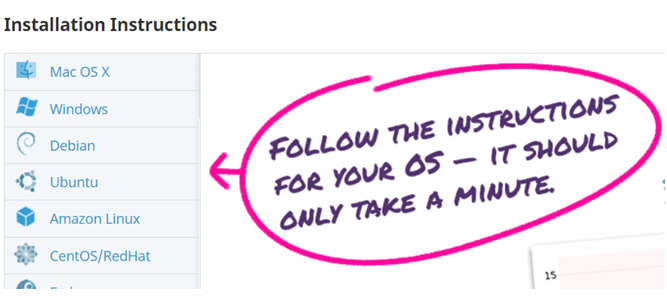 Installation Instructions
Mac OS X
Windows
Debian
Ubuntu
Amazon Linux
CentOS/RedHat
FOLLOW THE INSTRUCTIONS
FOR YOUR OS — IT SHOULD
ONLY TAKE A MINUTE.
15